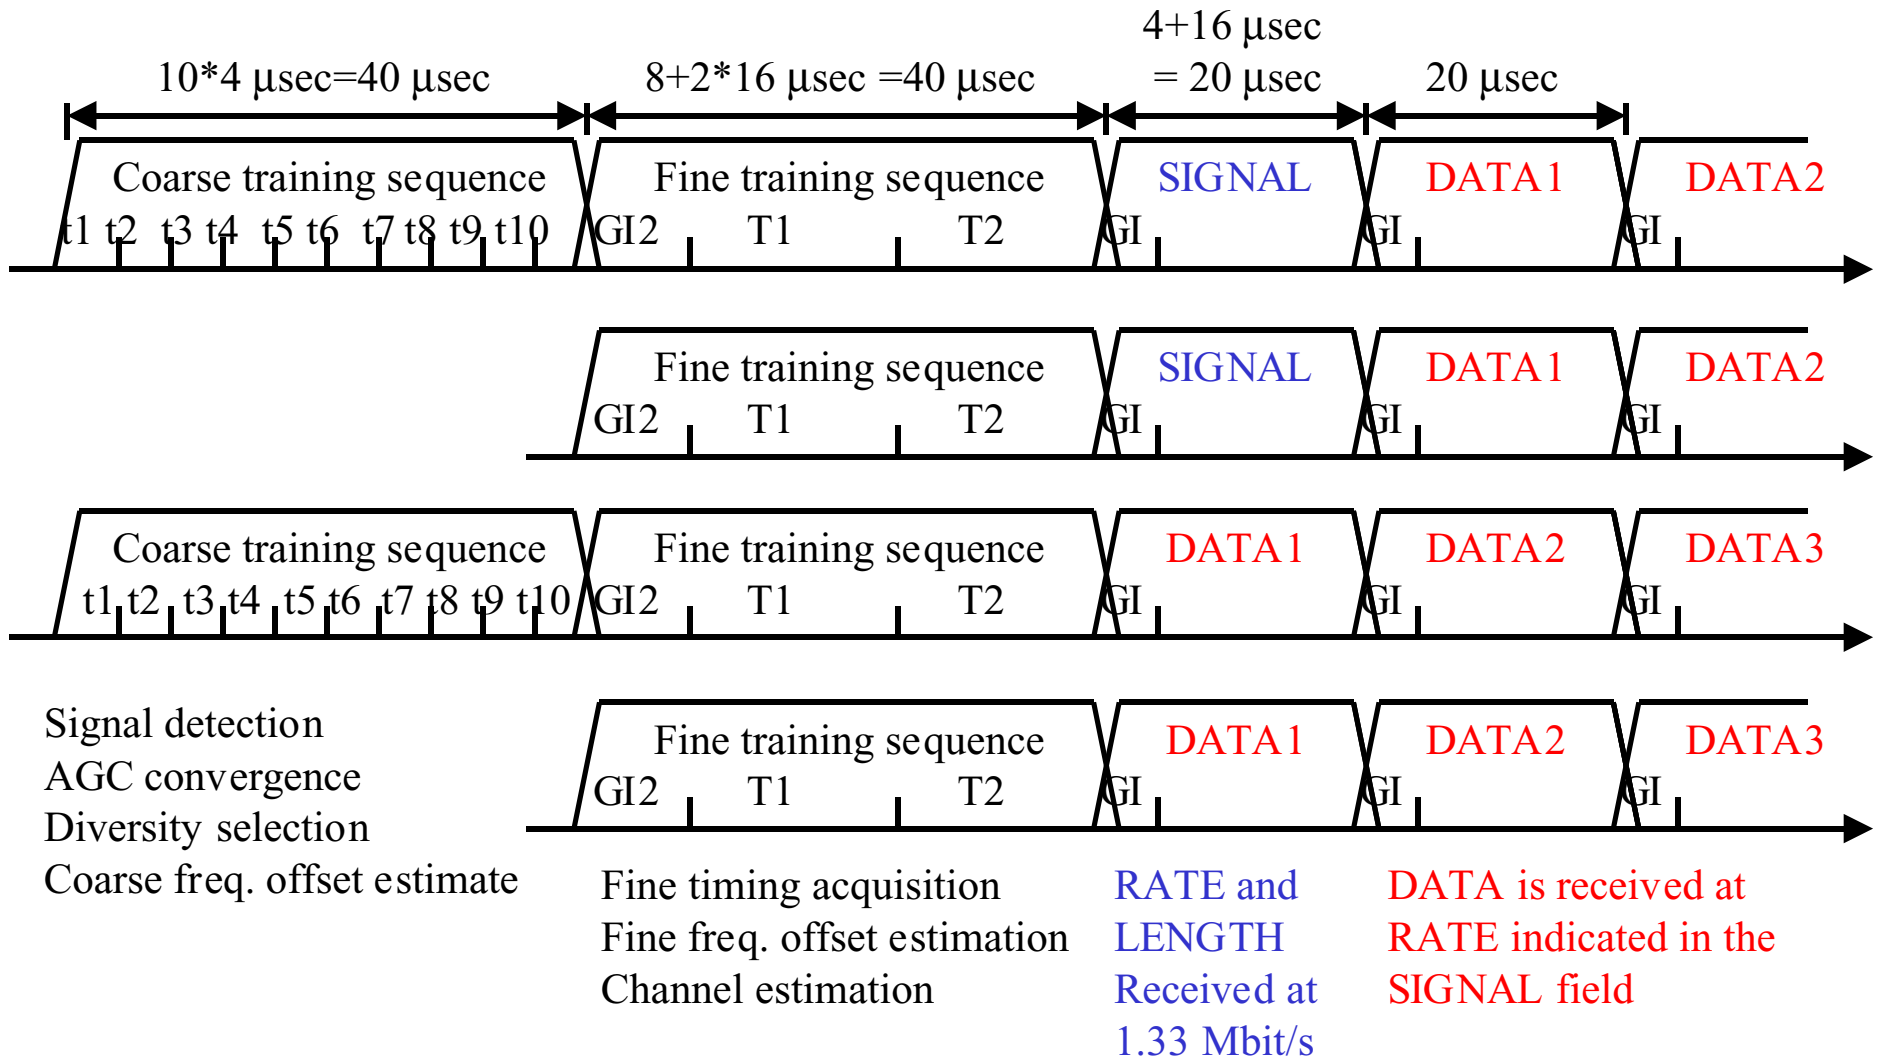 4+16 μsec
10*4 μsec=40 μsec 8+2*16 μsec =40 μsec = 20 μsec 20 μsec
Coarse training sequence Fine training sequence SIGNAL DATA1 DATA2
t1 t2 t3 t4 t5 t6 t7 t8 t9 t10 GI2 T1 T2 GI GI GI
Fine training sequence SIGNAL DATA1 DATA2
GI2 T1 T2 GI GI GI
Coarse training sequence Fine training sequence DATA1 DATA2 DATA3
t1 t2 t3 t4 t5 t6 t7 t8 t9 t10 GI2 T1 T2 GI GI GI
Fine training sequence DATA1 DATA2 DATA3
GI2 T1 T2 GI GI GI
Signal detection
AGC convergence
Diversity selection
Coarse freq. offset estimate
Fine timing acquisition
Fine freq. offset estimation
Channel estimation
RATE and
LENGTH
Received at
1.33 Mbit/s
DATA is received at
RATE indicated in the
SIGNAL field